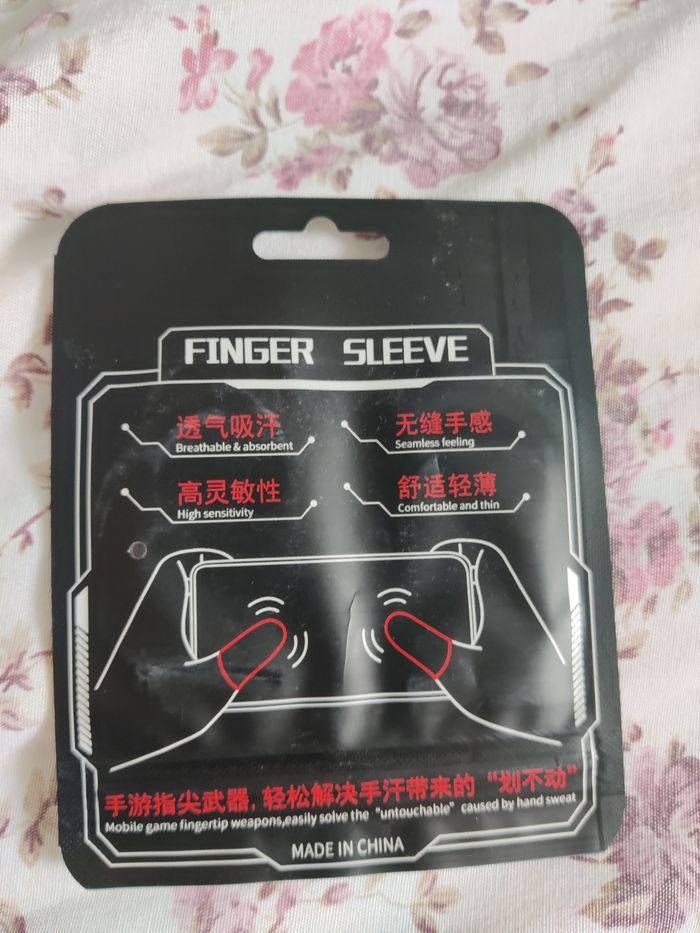 FINGER SLEEVE
透气吸汗
Breathable & absorbent
无缝手感
Seamless feeling
高灵敏性
High sensitivity
舒适轻薄
Comfortable and thin
手游指尖武器，轻松解决手汗带来的“划不动”
Mobile game fingertip weapons,easily solve the "untouchable" caused by hand sweat
MADE IN CHINA